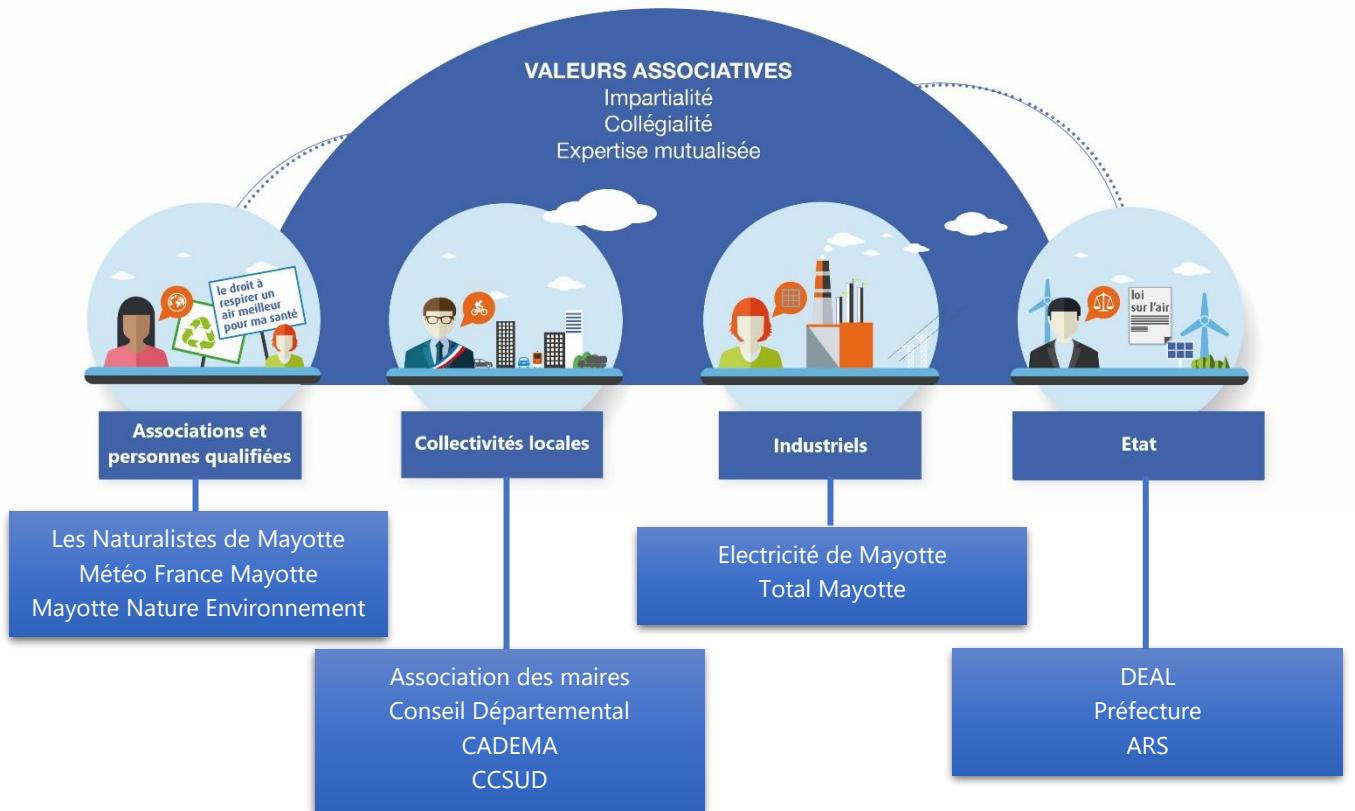 VALEURS ASSOCIATIVES
Impartialité
Collégialité
Expertise mutualisée
le droit à
respirer un
air meilleur
pour ma santé
loi
sur l'air
Associations et
personnes qualifiées
Collectivités locales
Industriels
Etat
Les Naturalistes de Mayotte
Météo France Mayotte
Mayotte Nature Environnement
Association des maires
Conseil Départemental
CADEMA
CCSUD
Electricité de Mayotte
Total Mayotte
DEAL
Préfecture
ARS